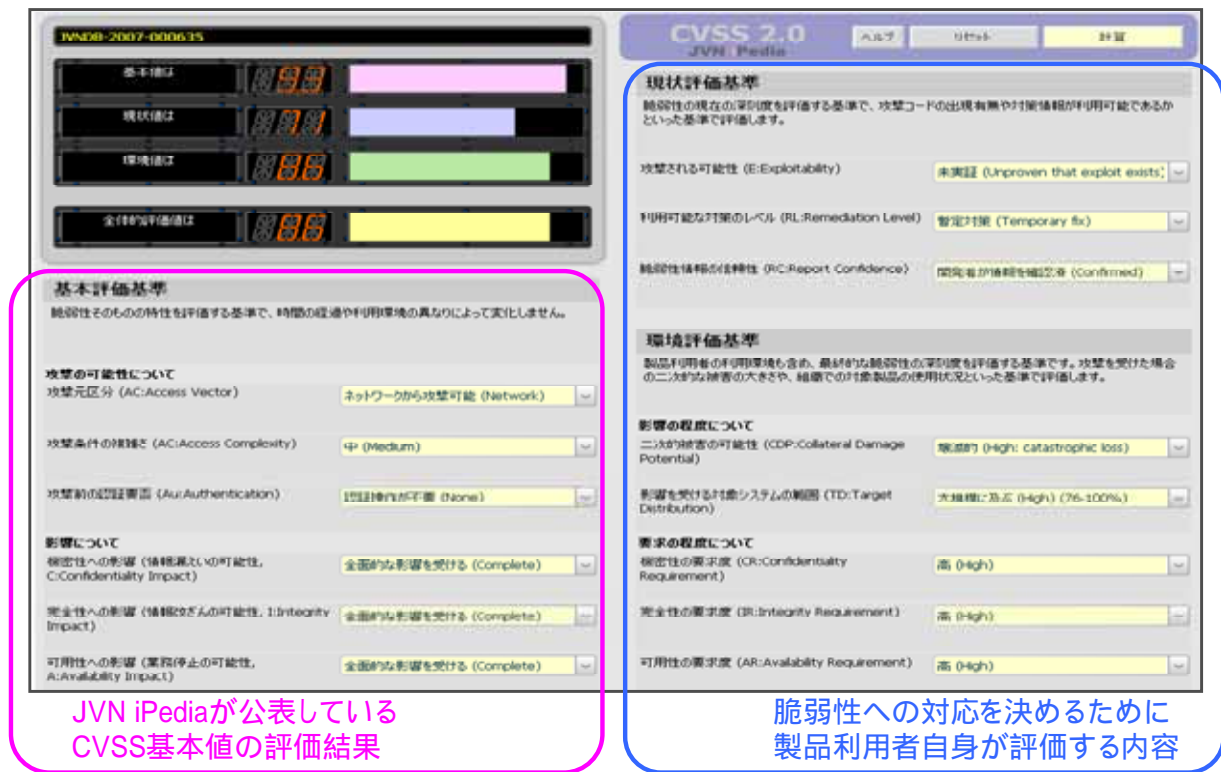 JVNDB-2007-000635
基本値は 9.3
現状値は 7.1
環境値は 8.6
全体的評価値は 8.6
CVSS 2.0
JVN iPedia
ヘルプ
リセット
計算
基本評価基準
脆弱性そのものの特性を評価する基準で、時間の経過や利用環境の異なりによって変化しません。
攻撃の可能性について
攻撃元区分 (AC:Access Vector)
ネットワークから攻撃可能 (Network)
攻撃条件の複雑さ (AC:Access Complexity)
中 (Medium)
攻撃前の認証要否 (Au:Authentication)
認証操作が不要 (None)
影響について
機密性への影響 (情報漏えいの可能性,
C:Confidentiality Impact)
全面的な影響を受ける (Complete)
完全性への影響 (情報改ざんの可能性, I:Integrity
Impact)
全面的な影響を受ける (Complete)
可用性への影響 (業務停止の可能性,
A:Availability Impact)
全面的な影響を受ける (Complete)
JVN iPediaが公表している
CVSS基本値の評価結果
現状評価基準
脆弱性の現在の深刻度を評価する基準で、攻撃コードの出現有無や対策情報が利用可能であるか
といった基準で評価します。
攻撃される可能性 (E:Exploitability)
未実証 (Unproven that exploit exists)
利用可能な対策のレベル (RL:Remediation Level)
暫定対策 (Temporary fix)
脆弱性情報の信頼性 (RC:Report Confidence)
開発者が情報を確認済 (Confirmed)
環境評価基準
製品利用者の利用環境も含め、最終的な脆弱性の深刻度を評価する基準です。攻撃を受けた場合
の二次的な被害の大きさや、組織での対象製品の使用状況といった基準で評価します。
影響の程度について
二次的被害の可能性 (CDP:Collateral Damage
Potential)
壊滅的 (High: catastrophic loss)
影響を受ける対象システムの範囲 (TD:Target
Distribution)
大規模に及ぶ (High) (76-100%)
要求の程度について
機密性の要求度 (CR:Confidentiality
Requirement)
高 (High)
完全性の要求度 (IR:Integrity Requirement)
高 (High)
可用性の要求度 (AR:Availability Requirement)
高 (High)
脆弱性への対応を決めるために
製品利用者自身が評価する内容